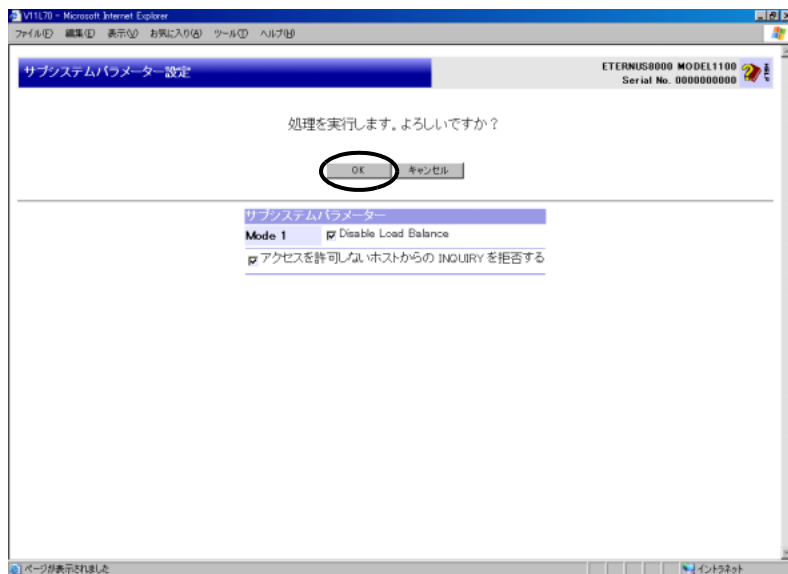 V11L70 - Microsoft Internet Explorer
ファイル(F) 編集(E) 表示(V) お気に入り(A) ツール(T) ヘルプ(H)
サブシステムパラメーター設定
ETERNUS8000 MODEL1100
Serial No. 0000000000
処理を実行します。よろしいですか？
OK キャンセル
サブシステムパラメーター
Mode 1 Disable Load Balance
アクセスを許可しないホストからの INQUIRY を拒否する
ページが表示されました
イントラネット